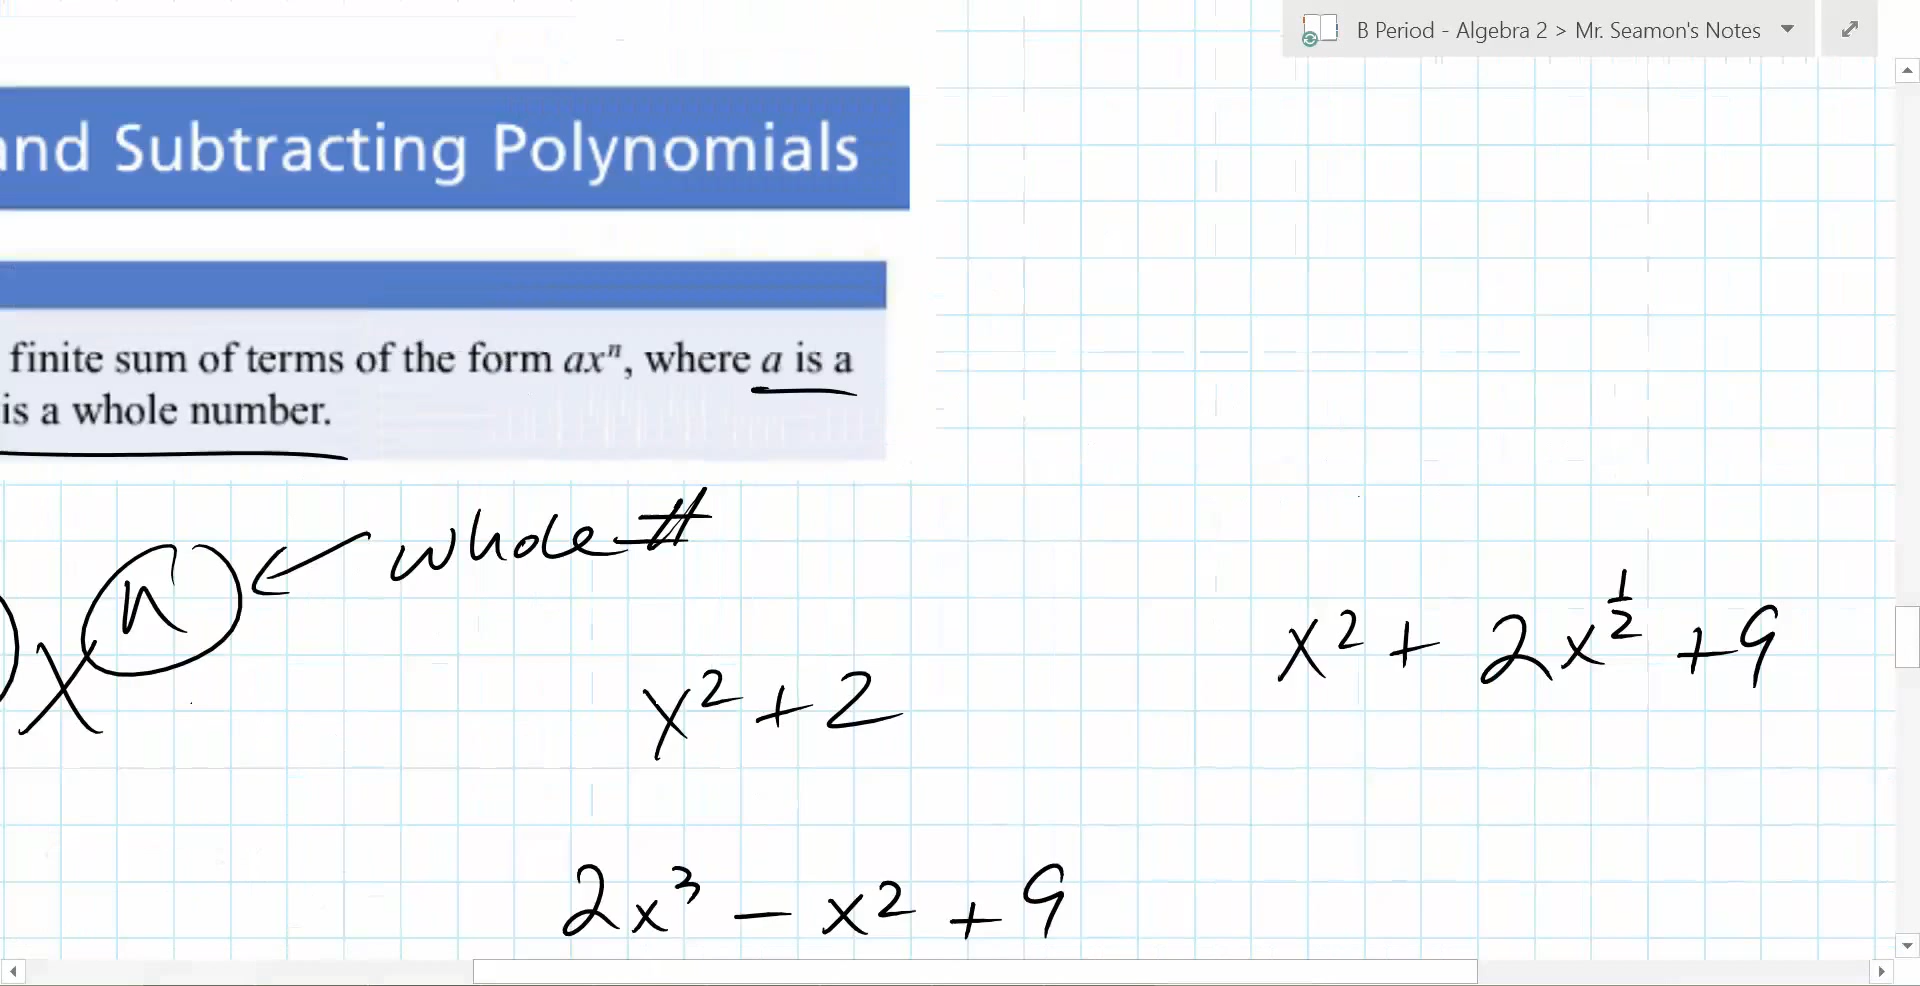 B Period - Algebra 2 > Mr. Seamon's Notes
and Subtracting Polynomials
finite sum of terms of the form axⁿ, where a is a
is a whole number.
xⁿ ← whole #
x² + 2
x² + 2x^½ + 9
2x³ − x² + 9